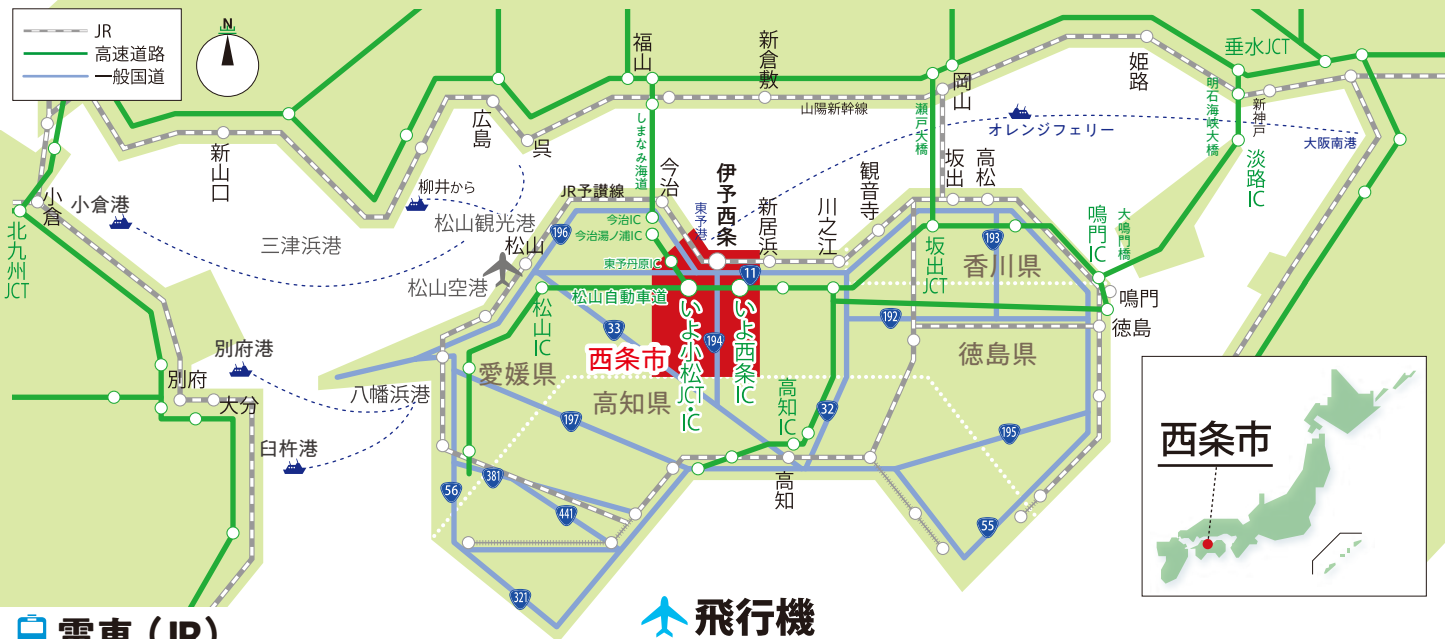 JR
高速道路
一般国道
N
福山
新倉敷
岡山
姫路
垂水JCT
明石海峡大橋
新神戸
淡路IC
大阪南港
オレンジフェリー
山陽新幹線
瀬戸大橋
広島
呉
しまなみ海道
新山口
小倉
小倉港
北九州JCT
柳井から
松山観光港
三津浜港
松山
松山空港
JR予讃線
今治
今治IC
今治湯ノ浦IC
東予丹原IC
東予港
伊予西条
新居浜
川之江
観音寺
坂出
高松
坂出JCT
香川県
鳴門IC
大鳴門橋
鳴門
徳島
徳島県
196
11
193
192
33
194
32
197
195
381
441
56
55
321
松山自動車道
松山IC
西条市
いよ小松JCT・IC
いよ西条IC
愛媛県
高知県
高知IC
高知
別府港
別府
大分
八幡浜港
臼杵港
西条市
電車（JR）
飛行機